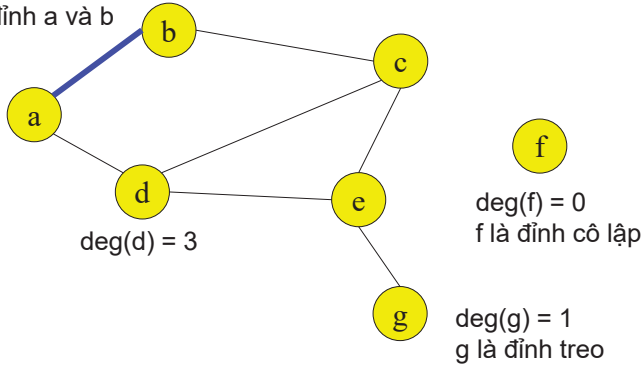 đỉnh a và b
b
c
a
f
d
e
deg(f) = 0
f là đỉnh cô lập
deg(d) = 3
g
deg(g) = 1
g là đỉnh treo